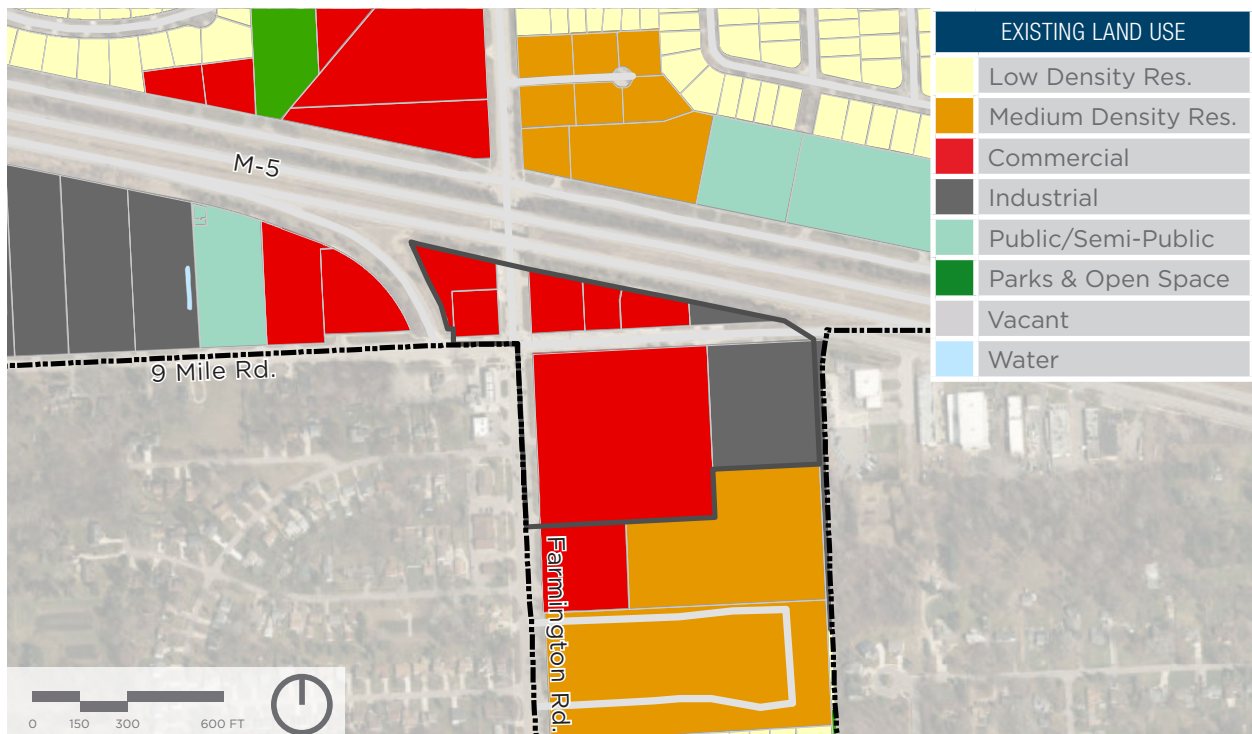 EXISTING LAND USE
Low Density Res.
Medium Density Res.
Commercial
Industrial
Public/Semi-Public
Parks & Open Space
Vacant
Water
M-5
9 Mile Rd.
Farmington Rd.
0 150 300 600 FT